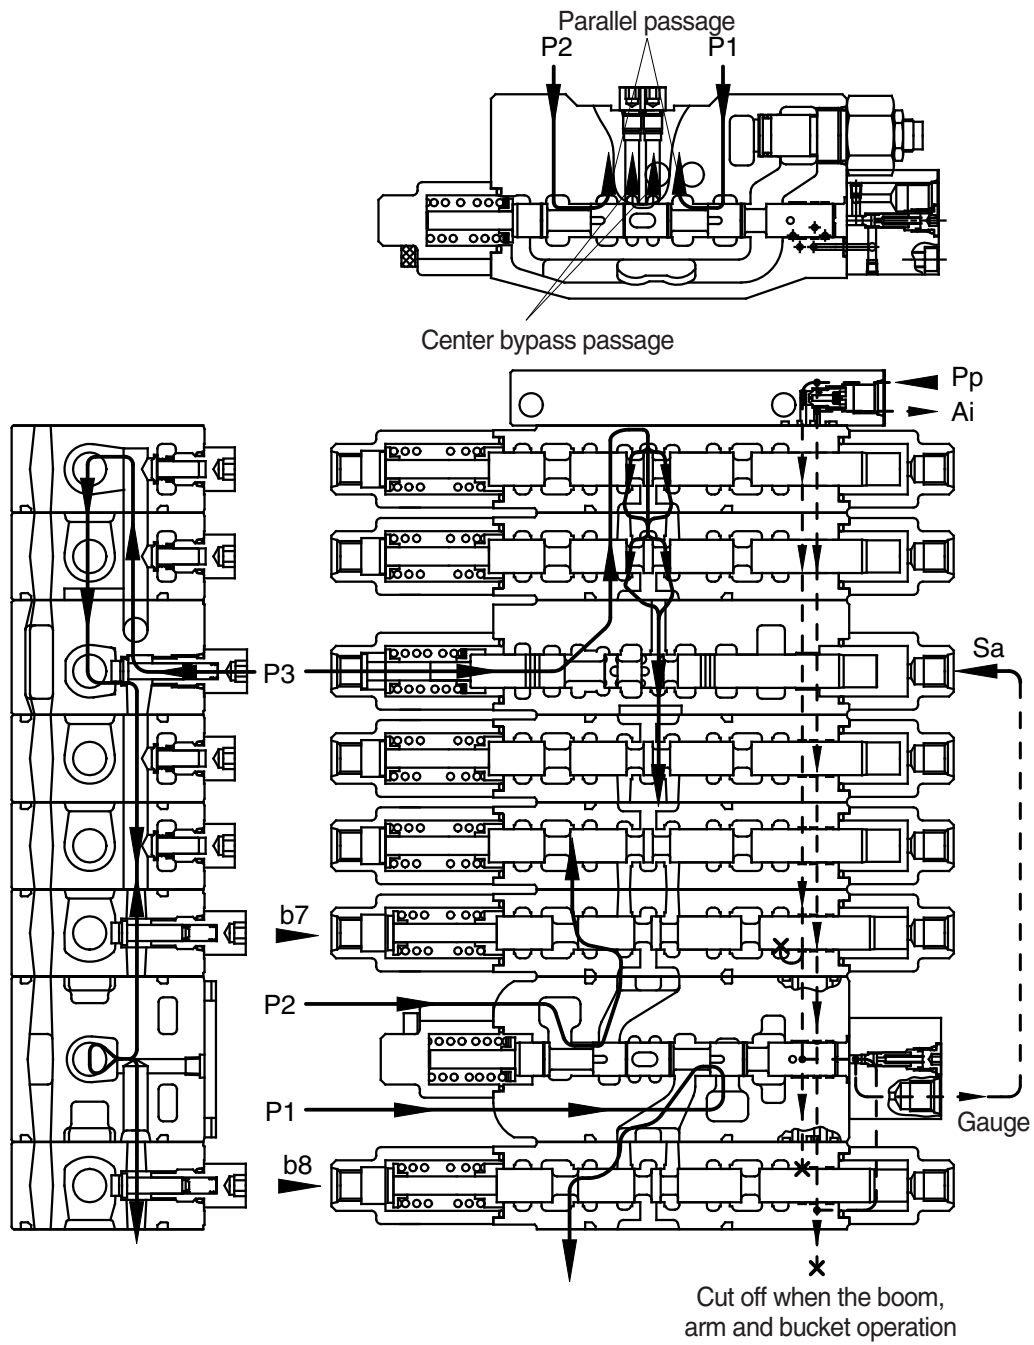 Parallel passage
P2
P1
Center bypass passage
Pp
Ai
P3
Sa
b7
P2
P1
Gauge
b8
Cut off when the boom,
arm and bucket operation